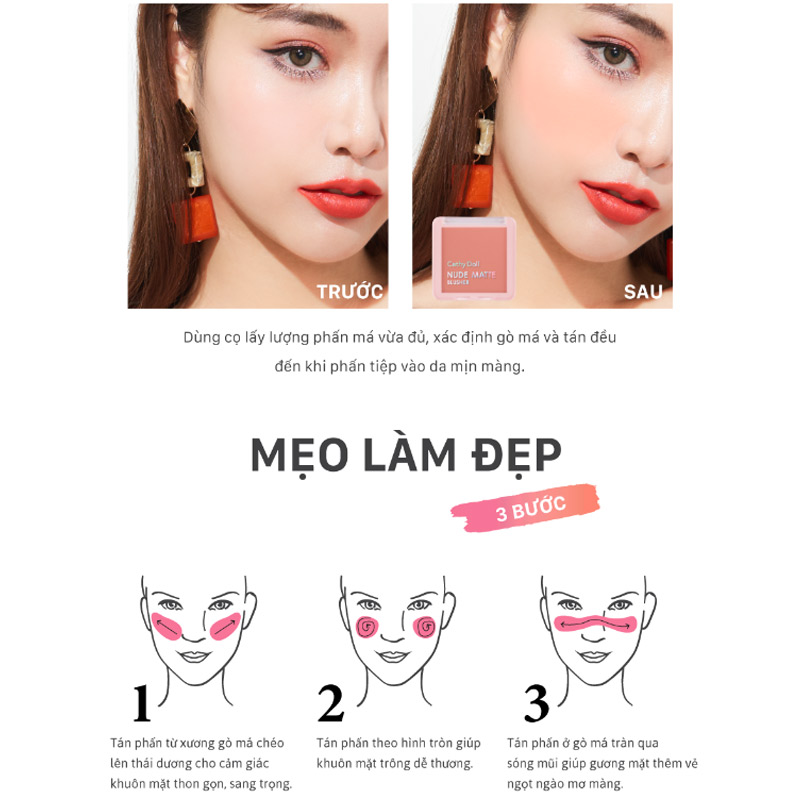 TRƯỚC
Cathy Doll
NUDE MATTE
BLUSHER
SAU
Dùng cọ lấy lượng phấn má vừa đủ, xác định gò má và tán đều
đến khi phấn tiệp vào da mịn màng.
MẸO LÀM ĐẸP
3 BƯỚC
1
Tán phấn từ xương gò má chéo
lên thái dương cho cảm giác
khuôn mặt thon gọn, sang trọng.
2
Tán phấn theo hình tròn giúp
khuôn mặt trông dễ thương.
3
Tán phấn ở gò má tràn qua
sóng mũi giúp gương mặt thêm vẻ
ngọt ngào mơ màng.